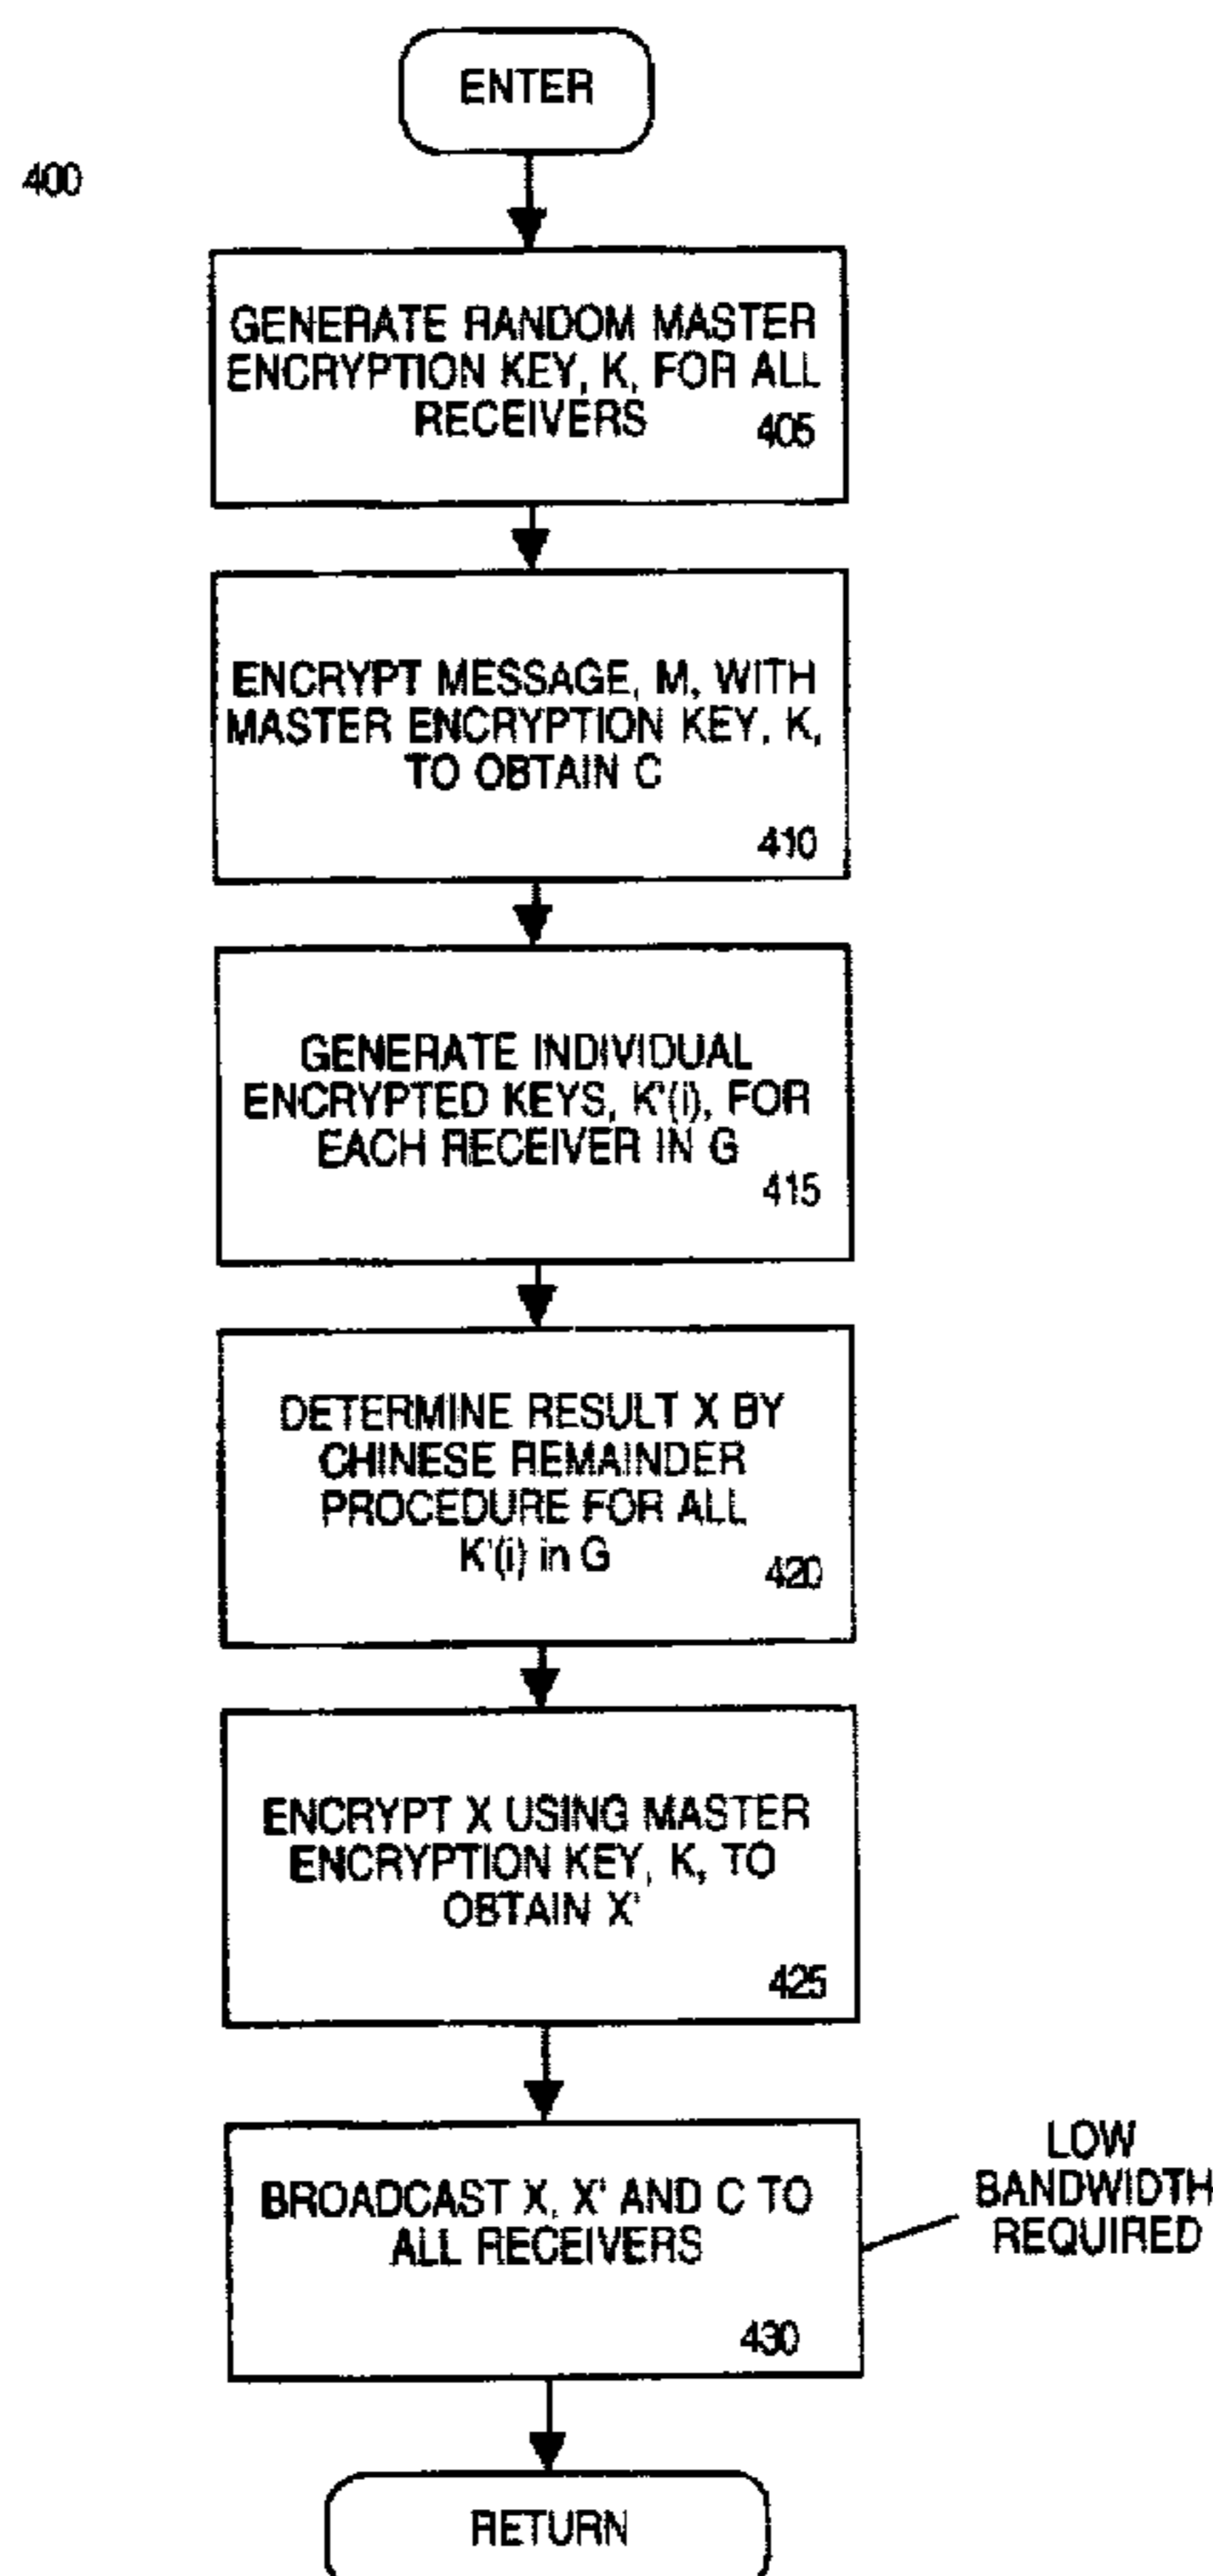 ENTER
400
GENERATE RANDOM MASTER
ENCRYPTION KEY, K, FOR ALL
RECEIVERS
405
ENCRYPT MESSAGE, M, WITH
MASTER ENCRYPTION KEY, K,
TO OBTAIN C
410
GENERATE INDIVIDUAL
ENCRYPTED KEYS, K'(i), FOR
EACH RECEIVER IN G
415
DETERMINE RESULT X BY
CHINESE REMAINDER
PROCEDURE FOR ALL
K'(i) in G
420
ENCRYPT X USING MASTER
ENCRYPTION KEY, K, TO
OBTAIN X'
425
BROADCAST X, X' AND C TO
ALL RECEIVERS
430
LOW
BANDWIDTH
REQUIRED
RETURN